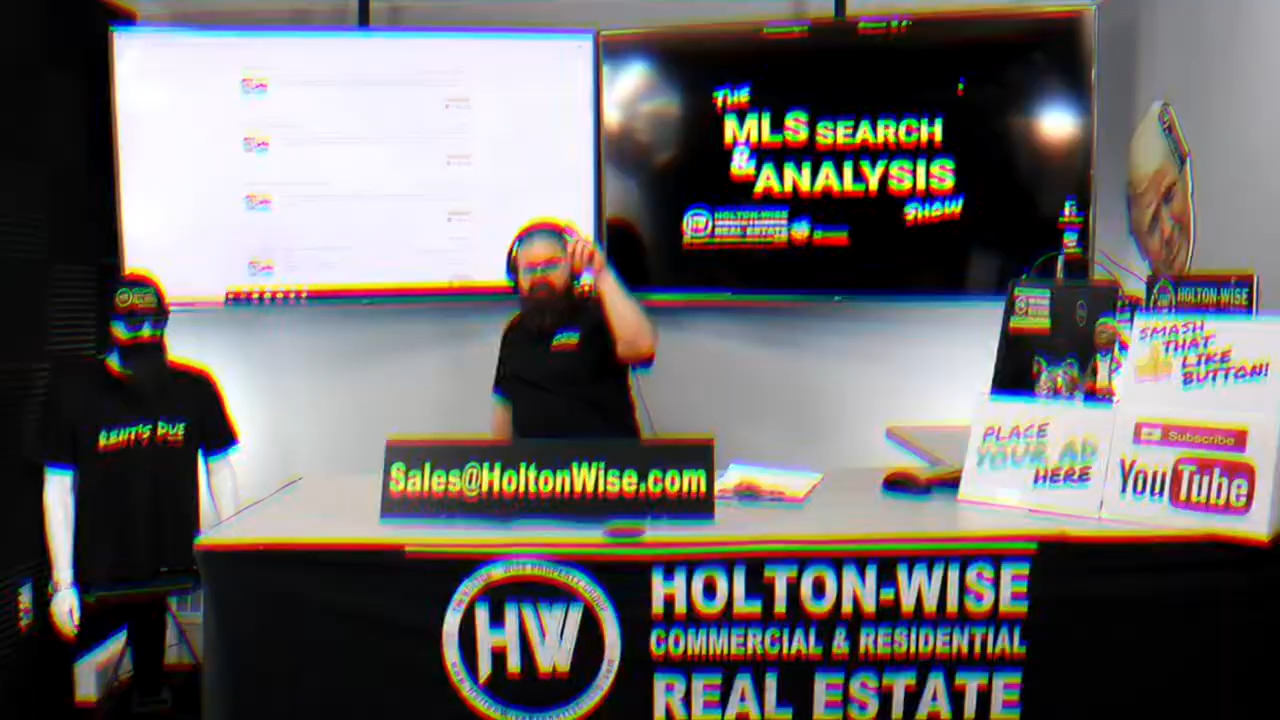 THE
MLS SEARCH
& ANALYSIS
SHOW
HOLTON-WISE
REAL ESTATE
HOLTON-WISE
SMASH
THAT
LIKE
BUTTON!
RENT'S DUE
PLACE
YOUR AD
HERE
Subscribe
YouTube
Sales@HoltonWise.com
HW
HOLTON-WISE
COMMERCIAL & RESIDENTIAL
REAL ESTATE